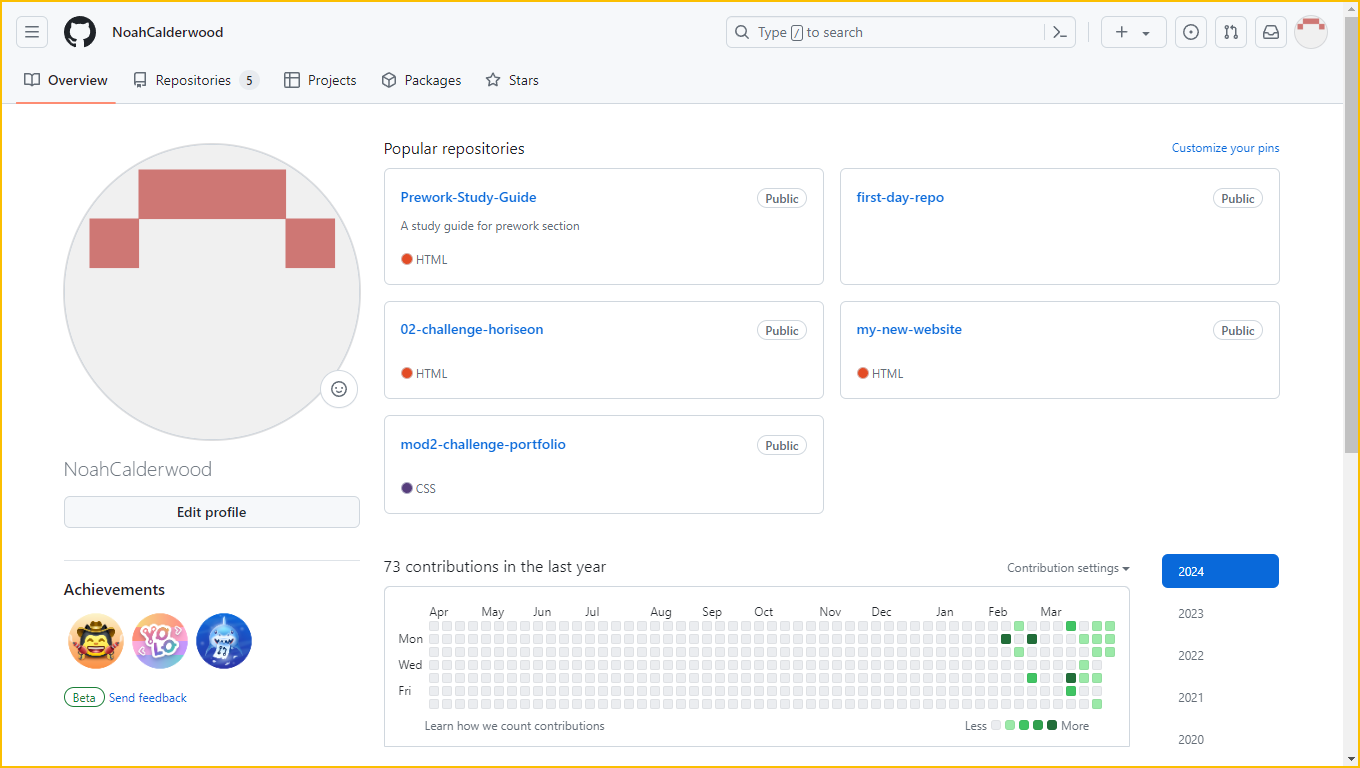 NoahCalderwood
Type / to search
Overview
Repositories 5
Projects
Packages
Stars
NoahCalderwood
Edit profile
Achievements
YOLO
Beta Send feedback
Popular repositories
Customize your pins
Prework-Study-Guide
Public
A study guide for prework section
HTML
first-day-repo
Public
02-challenge-horiseon
Public
HTML
my-new-website
Public
HTML
mod2-challenge-portfolio
Public
CSS
73 contributions in the last year
Contribution settings
Apr May Jun Jul Aug Sep Oct Nov Dec Jan Feb Mar
Mon
Wed
Fri
Learn how we count contributions
Less More
2024
2023
2022
2021
2020